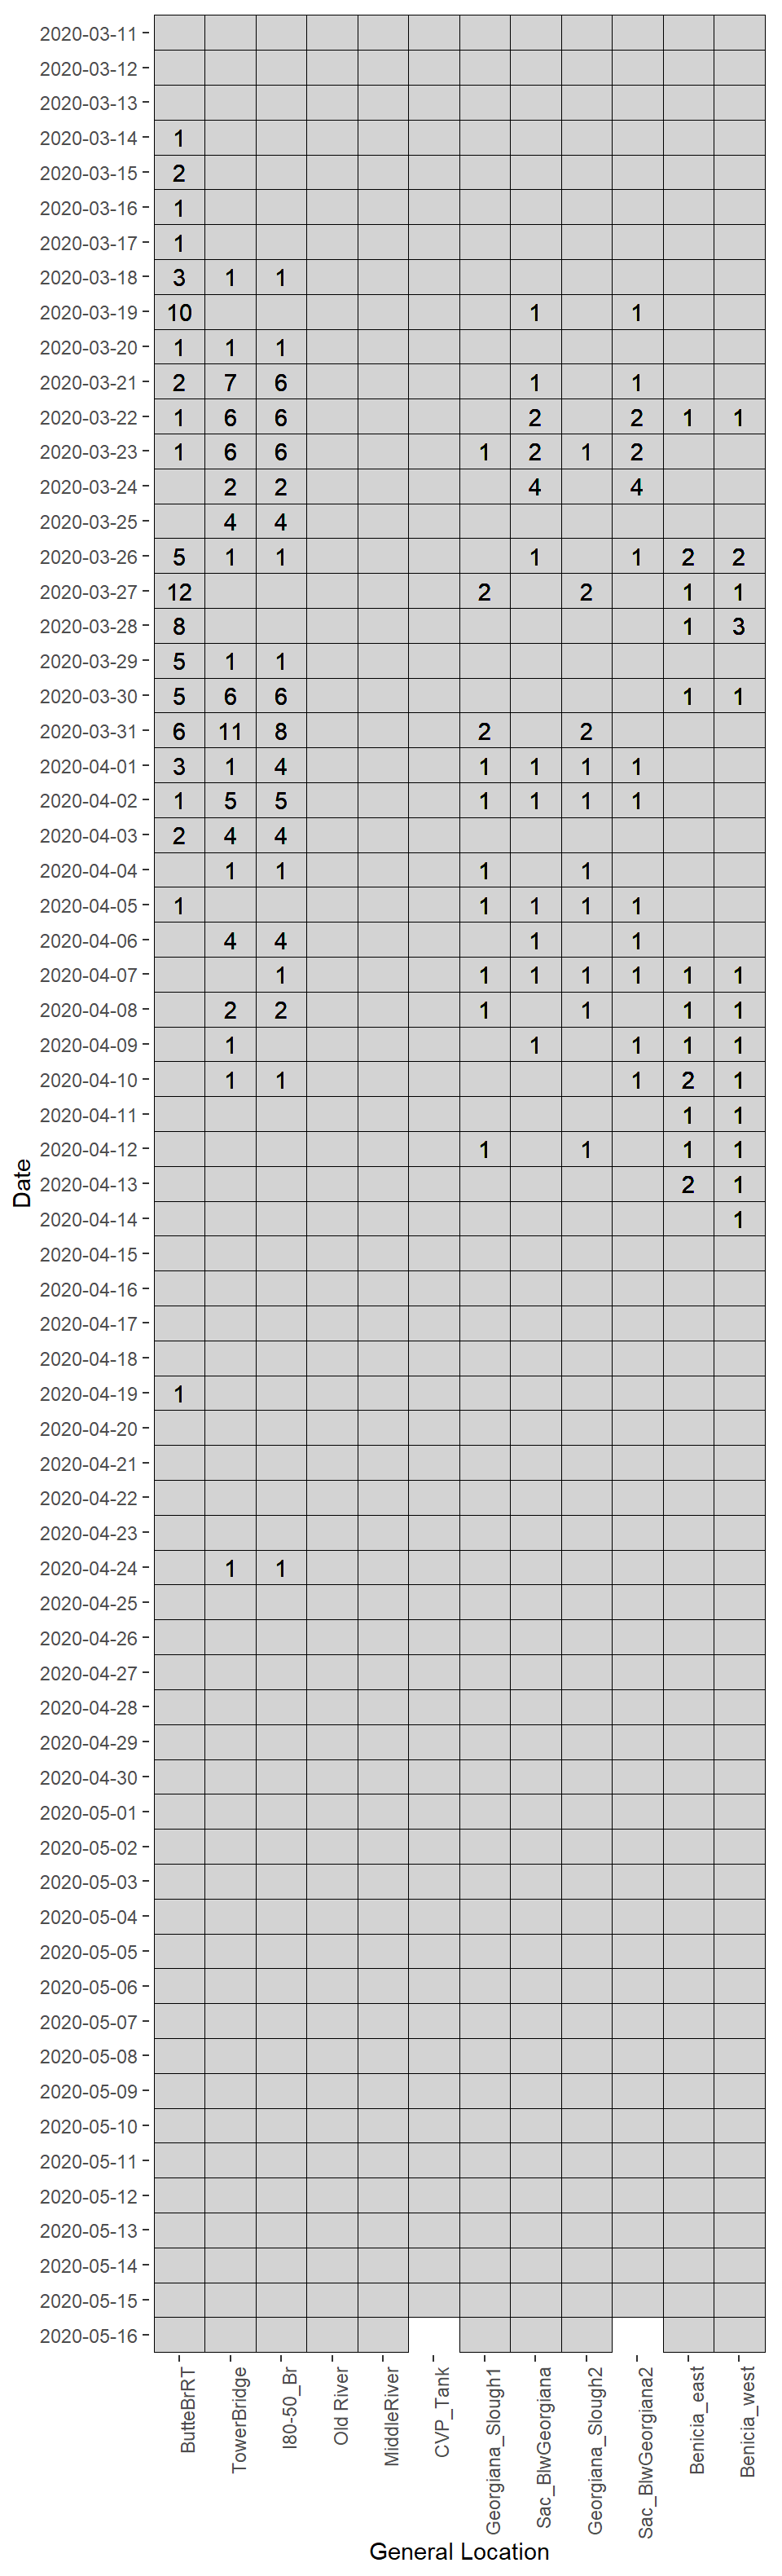 2020-03-11
2020-03-12
2020-03-13
2020-03-14 1
2020-03-15 2
2020-03-16 1
2020-03-17 1
2020-03-18 3 1 1
2020-03-19 10 1 1
2020-03-20 1 1 1
2020-03-21 2 7 6 1 1
2020-03-22 1 6 6 2 2 1 1
2020-03-23 1 6 6 1 2 1 2
2020-03-24 2 2 4 4
2020-03-25 4 4
2020-03-26 5 1 1 1 1 2 2
2020-03-27 12 2 2 1 1
2020-03-28 8 1 3
2020-03-29 5 1 1
2020-03-30 5 6 6 1 1
2020-03-31 6 11 8 2 2
2020-04-01 3 1 4 1 1 1 1
2020-04-02 1 5 5 1 1 1 1
2020-04-03 2 4 4
2020-04-04 1 1 1 1
2020-04-05 1 1 1 1 1
2020-04-06 4 4 1 1
2020-04-07 1 1 1 1 1 1 1
2020-04-08 2 2 1 1 1 1
2020-04-09 1 1 1 1 1
2020-04-10 1 1 1 2 1
2020-04-11 1 1
2020-04-12 1 1 1 1
2020-04-13 2 1
2020-04-14 1
2020-04-15
2020-04-16
2020-04-17
2020-04-18
2020-04-19 1
2020-04-20
2020-04-21
2020-04-22
2020-04-23
2020-04-24 1 1
2020-04-25
2020-04-26
2020-04-27
2020-04-28
2020-04-29
2020-04-30
2020-05-01
2020-05-02
2020-05-03
2020-05-04
2020-05-05
2020-05-06
2020-05-07
2020-05-08
2020-05-09
2020-05-10
2020-05-11
2020-05-12
2020-05-13
2020-05-14
2020-05-15
2020-05-16
Date
ButteBrRT
TowerBridge
I80-50_Br
Old River
MiddleRiver
CVP_Tank
Georgiana_Slough1
Sac_BlwGeorgiana
Georgiana_Slough2
Sac_BlwGeorgiana2
Benicia_east
Benicia_west
General Location